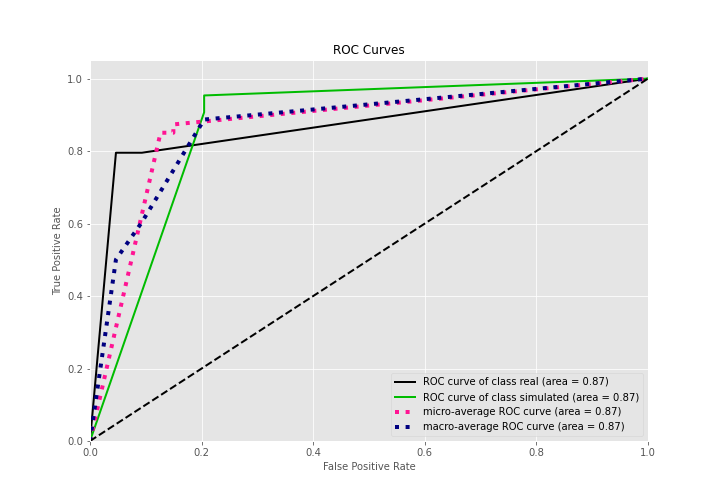 ROC Curves
1.0
0.8
0.6
0.4
0.2
0.0
True Positive Rate
0.0 0.2 0.4 0.6 0.8 1.0
False Positive Rate
ROC curve of class real (area = 0.87)
ROC curve of class simulated (area = 0.87)
micro-average ROC curve (area = 0.87)
macro-average ROC curve (area = 0.87)